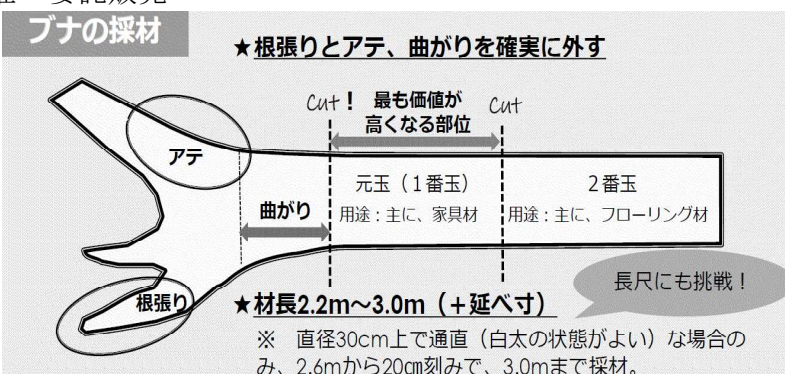 ブナの採材
★根張りとアテ、曲がりを確実に外す
Cut！
最も価値が
高くなる部位
Cut
アテ
元玉（１番玉）
２番玉
曲がり
用途：主に、家具材
用途：主に、フローリング材
長尺にも挑戦！
根張り
★材長2.2m～3.0m（＋延べ寸）
※　直径30cm上で通直（白太の状態がよい）な場合の
み、2.6mから20㎝刻みで、3.0mまで採材。